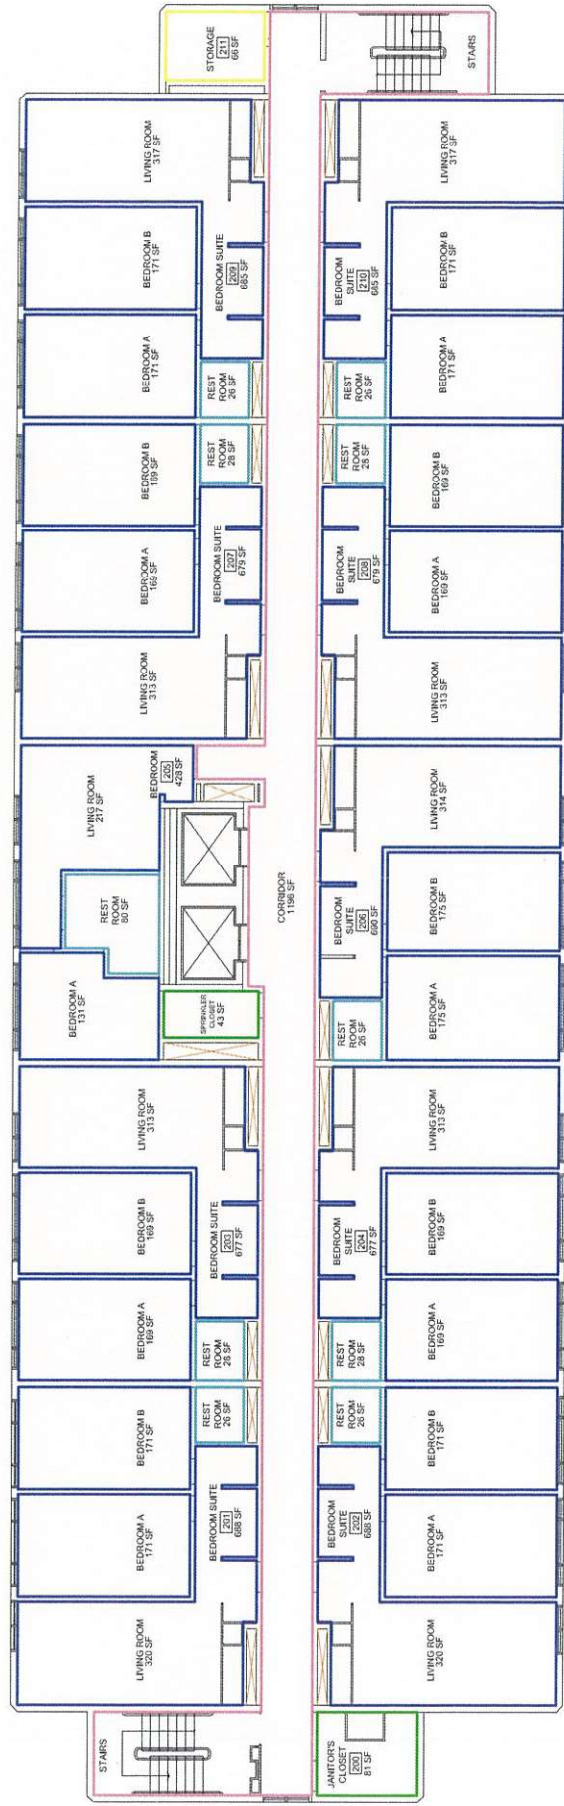 STORAGE
211
66 SF
STAIRS
LIVING ROOM
317 SF
BEDROOM B
171 SF
BEDROOM SUITE
209
685 SF
BEDROOM A
171 SF
REST
ROOM
26 SF
LIVING ROOM
317 SF
BEDROOM B
171 SF
BEDROOM
SUITE
210
685 SF
BEDROOM A
171 SF
REST
ROOM
26 SF
BEDROOM B
169 SF
REST
ROOM
28 SF
BEDROOM A
169 SF
BEDROOM SUITE
207
679 SF
LIVING ROOM
313 SF
REST
ROOM
28 SF
BEDROOM B
169 SF
BEDROOM
SUITE
208
679 SF
BEDROOM A
169 SF
LIVING ROOM
313 SF
BEDROOM
205
428 SF
LIVING ROOM
217 SF
REST
ROOM
80 SF
BEDROOM A
131 SF
SPRINKLER
CLOSET
43 SF
CORRIDOR
1196 SF
LIVING ROOM
314 SF
BEDROOM
SUITE
206
690 SF
BEDROOM B
175 SF
BEDROOM A
175 SF
REST
ROOM
26 SF
LIVING ROOM
313 SF
BEDROOM B
169 SF
BEDROOM SUITE
203
677 SF
BEDROOM A
169 SF
REST
ROOM
26 SF
LIVING ROOM
313 SF
BEDROOM
SUITE
204
677 SF
BEDROOM B
169 SF
BEDROOM A
169 SF
REST
ROOM
28 SF
BEDROOM B
171 SF
REST
ROOM
26 SF
BEDROOM A
171 SF
BEDROOM SUITE
201
688 SF
LIVING ROOM
320 SF
REST
ROOM
26 SF
BEDROOM B
171 SF
BEDROOM
SUITE
202
688 SF
BEDROOM A
171 SF
LIVING ROOM
320 SF
STAIRS
JANITOR'S
CLOSET
200
81 SF